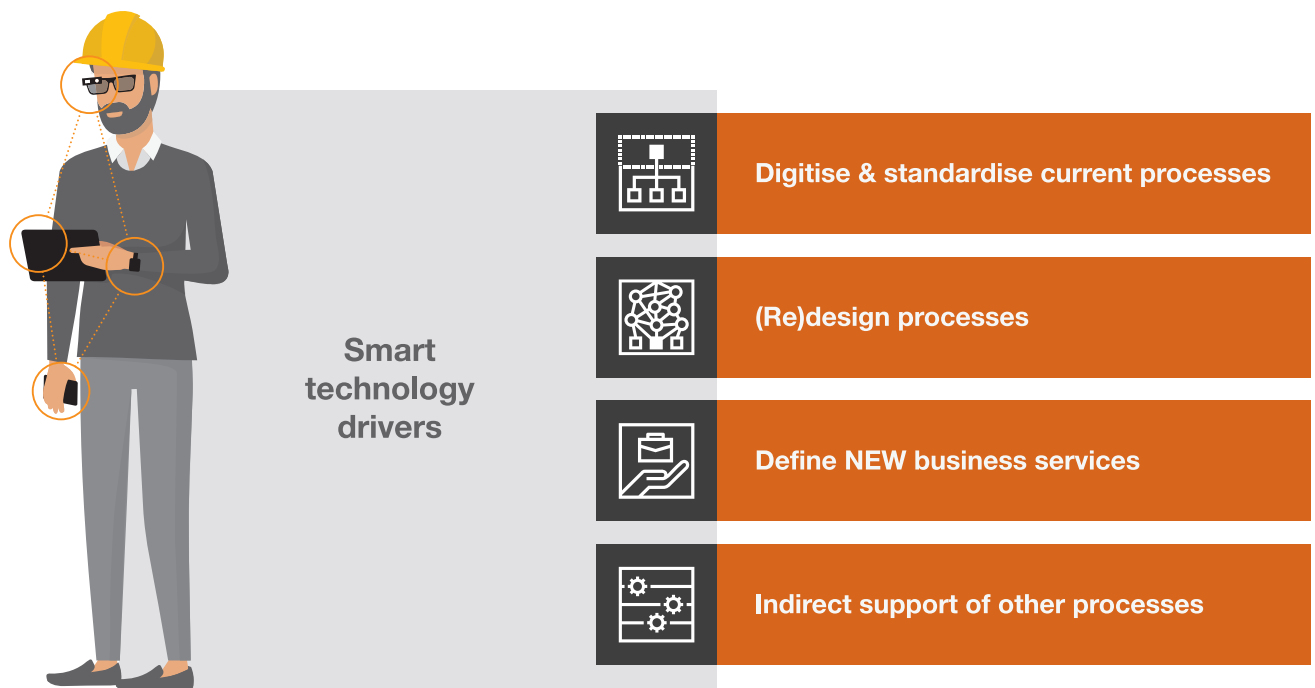 Smart
technology
drivers
Digitise & standardise current processes
(Re)design processes
Define NEW business services
Indirect support of other processes